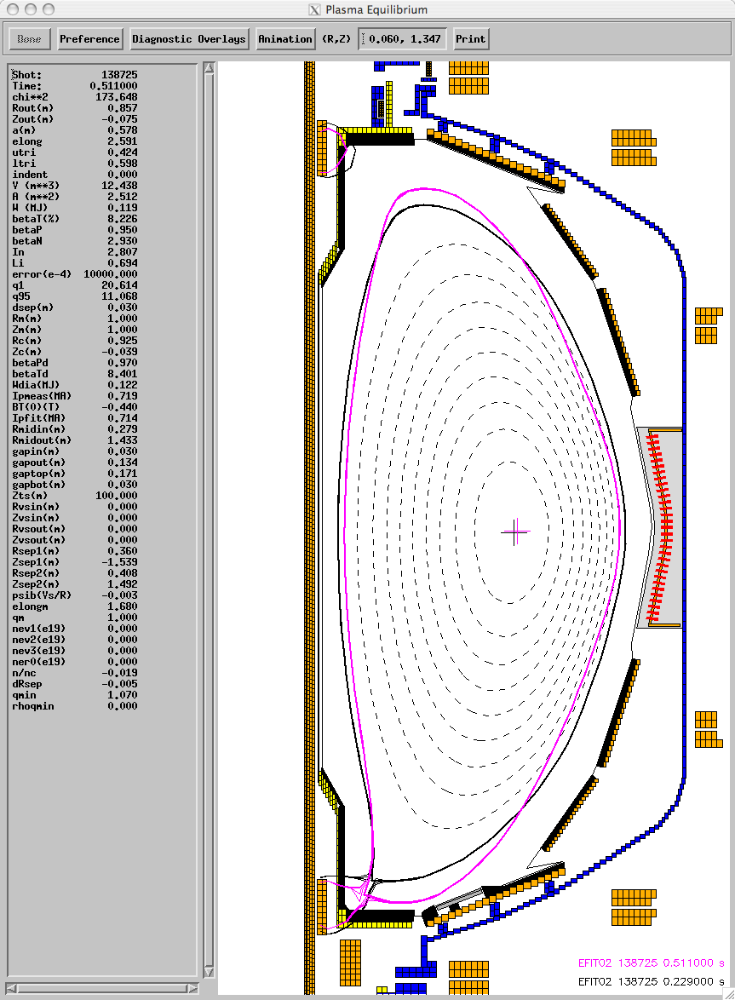 Plasma Equilibrium
Done Preference Diagnostic Overlays Animation (R,Z) 0.060, 1.347 Print
Shot: 138725
Time: 0.511000
chi**2 173.648
Rout(m) 0.857
Zout(m) -0.075
a(m) 0.578
elong 2.591
utri 0.424
ltri 0.598
indent 0.000
V (m**3) 12.438
A (m**2) 2.512
W (MJ) 0.119
betaT(%) 8.226
betaP 0.950
betaN 2.930
In 2.807
Li 0.694
error(e-4) 10000.000
q1 20.614
q95 11.068
dsep(m) 0.030
Rm(m) 1.000
Zm(m) 1.000
Rc(m) 0.925
Zc(m) -0.039
betaPd 0.970
betaTd 8.401
Wdia(MJ) 0.122
Ipmeas(MA) 0.719
BT(0)(T) -0.440
Ipfit(MA) 0.714
Rmidin(m) 0.279
Rmidout(m) 1.433
gapin(m) 0.030
gapout(m) 0.134
gaptop(m) 0.171
gapbot(m) 0.030
Zts(m) 100.000
Rvsin(m) 0.000
Zvsin(m) 0.000
Rvsout(m) 0.000
Zvsout(m) 0.000
Rsep1(m) 0.360
Zsep1(m) -1.539
Rsep2(m) 0.408
Zsep2(m) 1.492
psib(Vs/R) -0.003
elongm 1.680
qm 1.000
nev1(e19) 0.000
nev2(e19) 0.000
nev3(e19) 0.000
ner0(e19) 0.000
n/nc -0.019
dRsep -0.005
qmin 1.070
rhoqmin 0.000
EFIT02 138725 0.511000 s
EFIT02 138725 0.229000 s